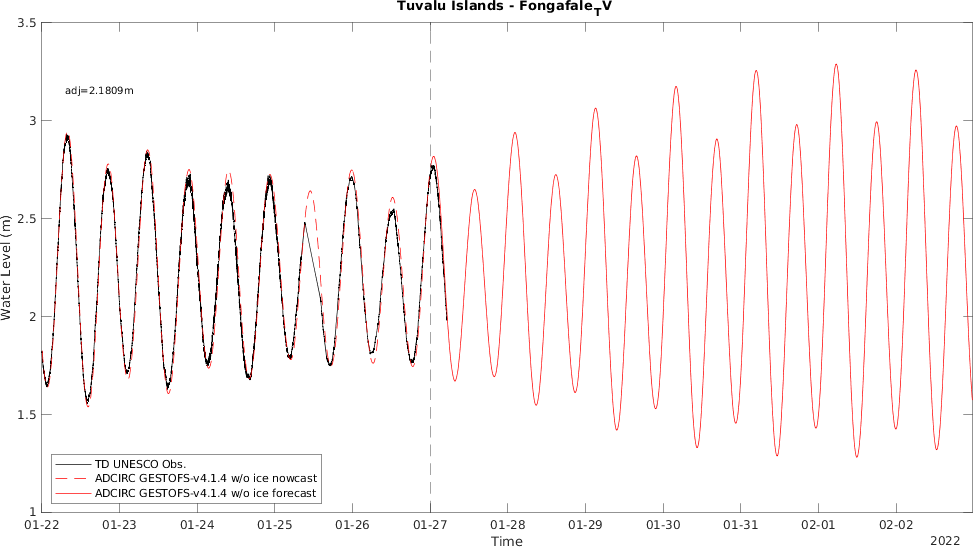 Tuvalu Islands - Fongafale_TV
adj=2.1809m
Water Level (m)
3.5
3
2.5
2
1.5
1
TD UNESCO Obs.
ADCIRC GESTOFS-v4.1.4 w/o ice nowcast
ADCIRC GESTOFS-v4.1.4 w/o ice forecast
01-22 01-23 01-24 01-25 01-26 01-27 01-28 01-29 01-30 01-31 02-01 02-02
Time
2022